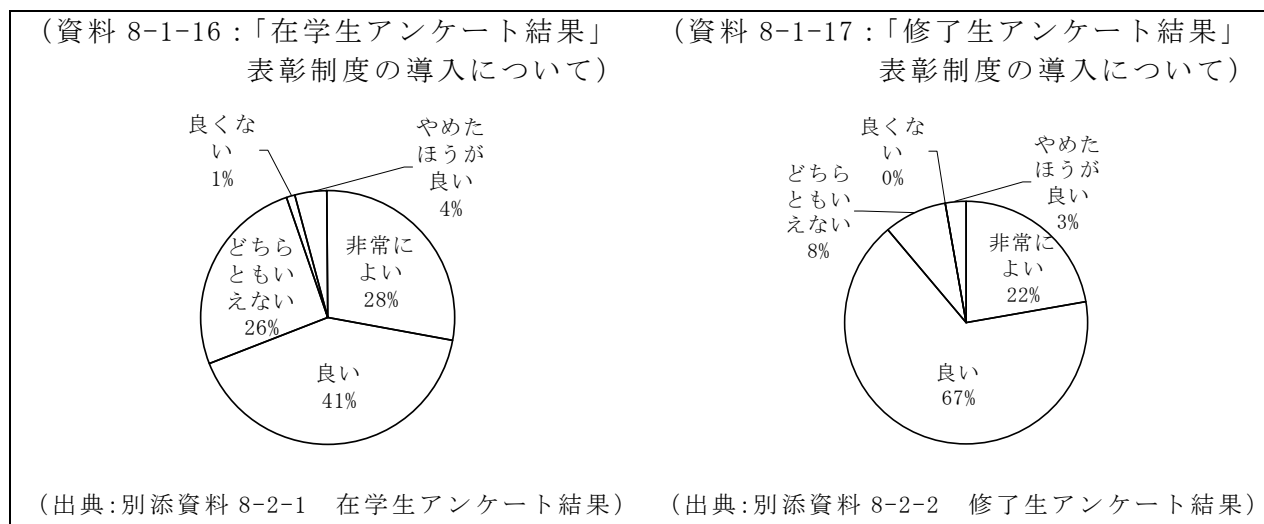 (資料 8-1-16:「在学生アンケート結果」
表彰制度の導入について)
良くな
い
1%
やめた
ほうが
良い
4%
どちら
ともいえ
えない
26%
非常に
よい
28%
良い
41%
(出典:別添資料 8-2-1 在学生アンケート結果)
(資料 8-1-17:「修了生アンケート結果」
表彰制度の導入について)
良くな
い
0%
やめた
ほうが
良い
3%
どちら
ともい
えない
8%
非常に
よい
22%
良い
67%
(出典:別添資料 8-2-2 修了生アンケート結果)